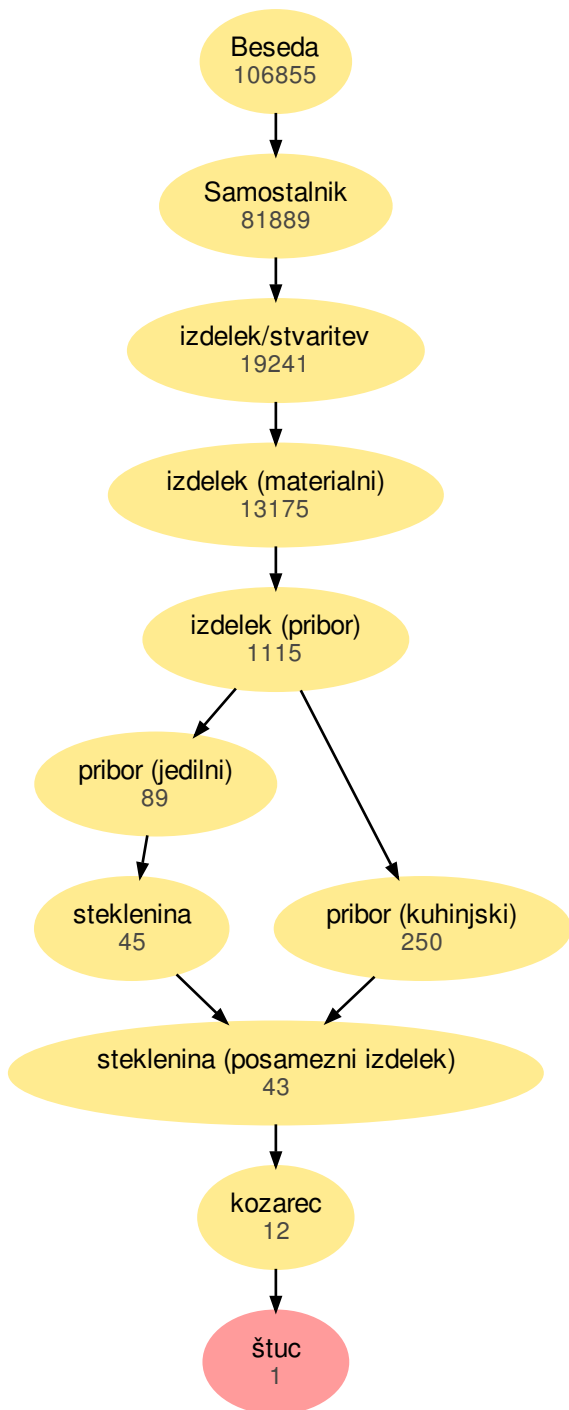 Beseda
106855
Samostalnik
81889
izdelek/stvaritev
19241
izdelek (materialni)
13175
izdelek (pribor)
1115
pribor (jedilni)
89
steklenina
45
pribor (kuhinjski)
250
steklenina (posamezni izdelek)
43
kozarec
12
štuc
1